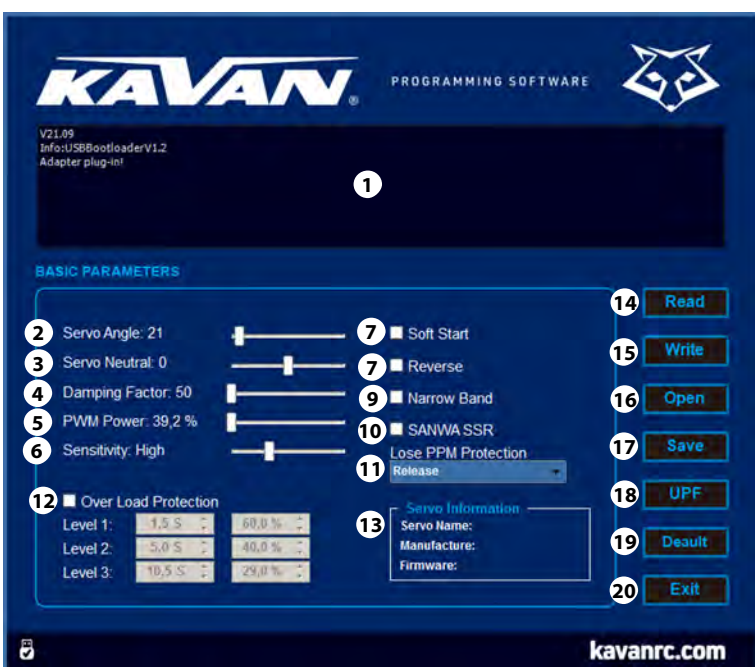 KAVAN®
PROGRAMMING SOFTWARE
V21.09
Info:USBBootloaderV1.2
Adapter plug-in!
1
BASIC PARAMETERS
2 Servo Angle: 21
3 Servo Neutral: 0
4 Damping Factor: 50
5 PWM Power: 39,2 %
6 Sensitivity: High
7 Soft Start
7 Reverse
9 Narrow Band
10 SANWA SSR
Lose PPM Protection
11 Release
12 Over Load Protection
Level 1: 1,5 S 60,0 %
Level 2: 5,0 S 40,0 %
Level 3: 10,5 S 29,0 %
13 Servo Information
Servo Name:
Manufacture:
Firmware:
14 Read
15 Write
16 Open
17 Save
18 UPF
19 Deault
20 Exit
kavanrc.com